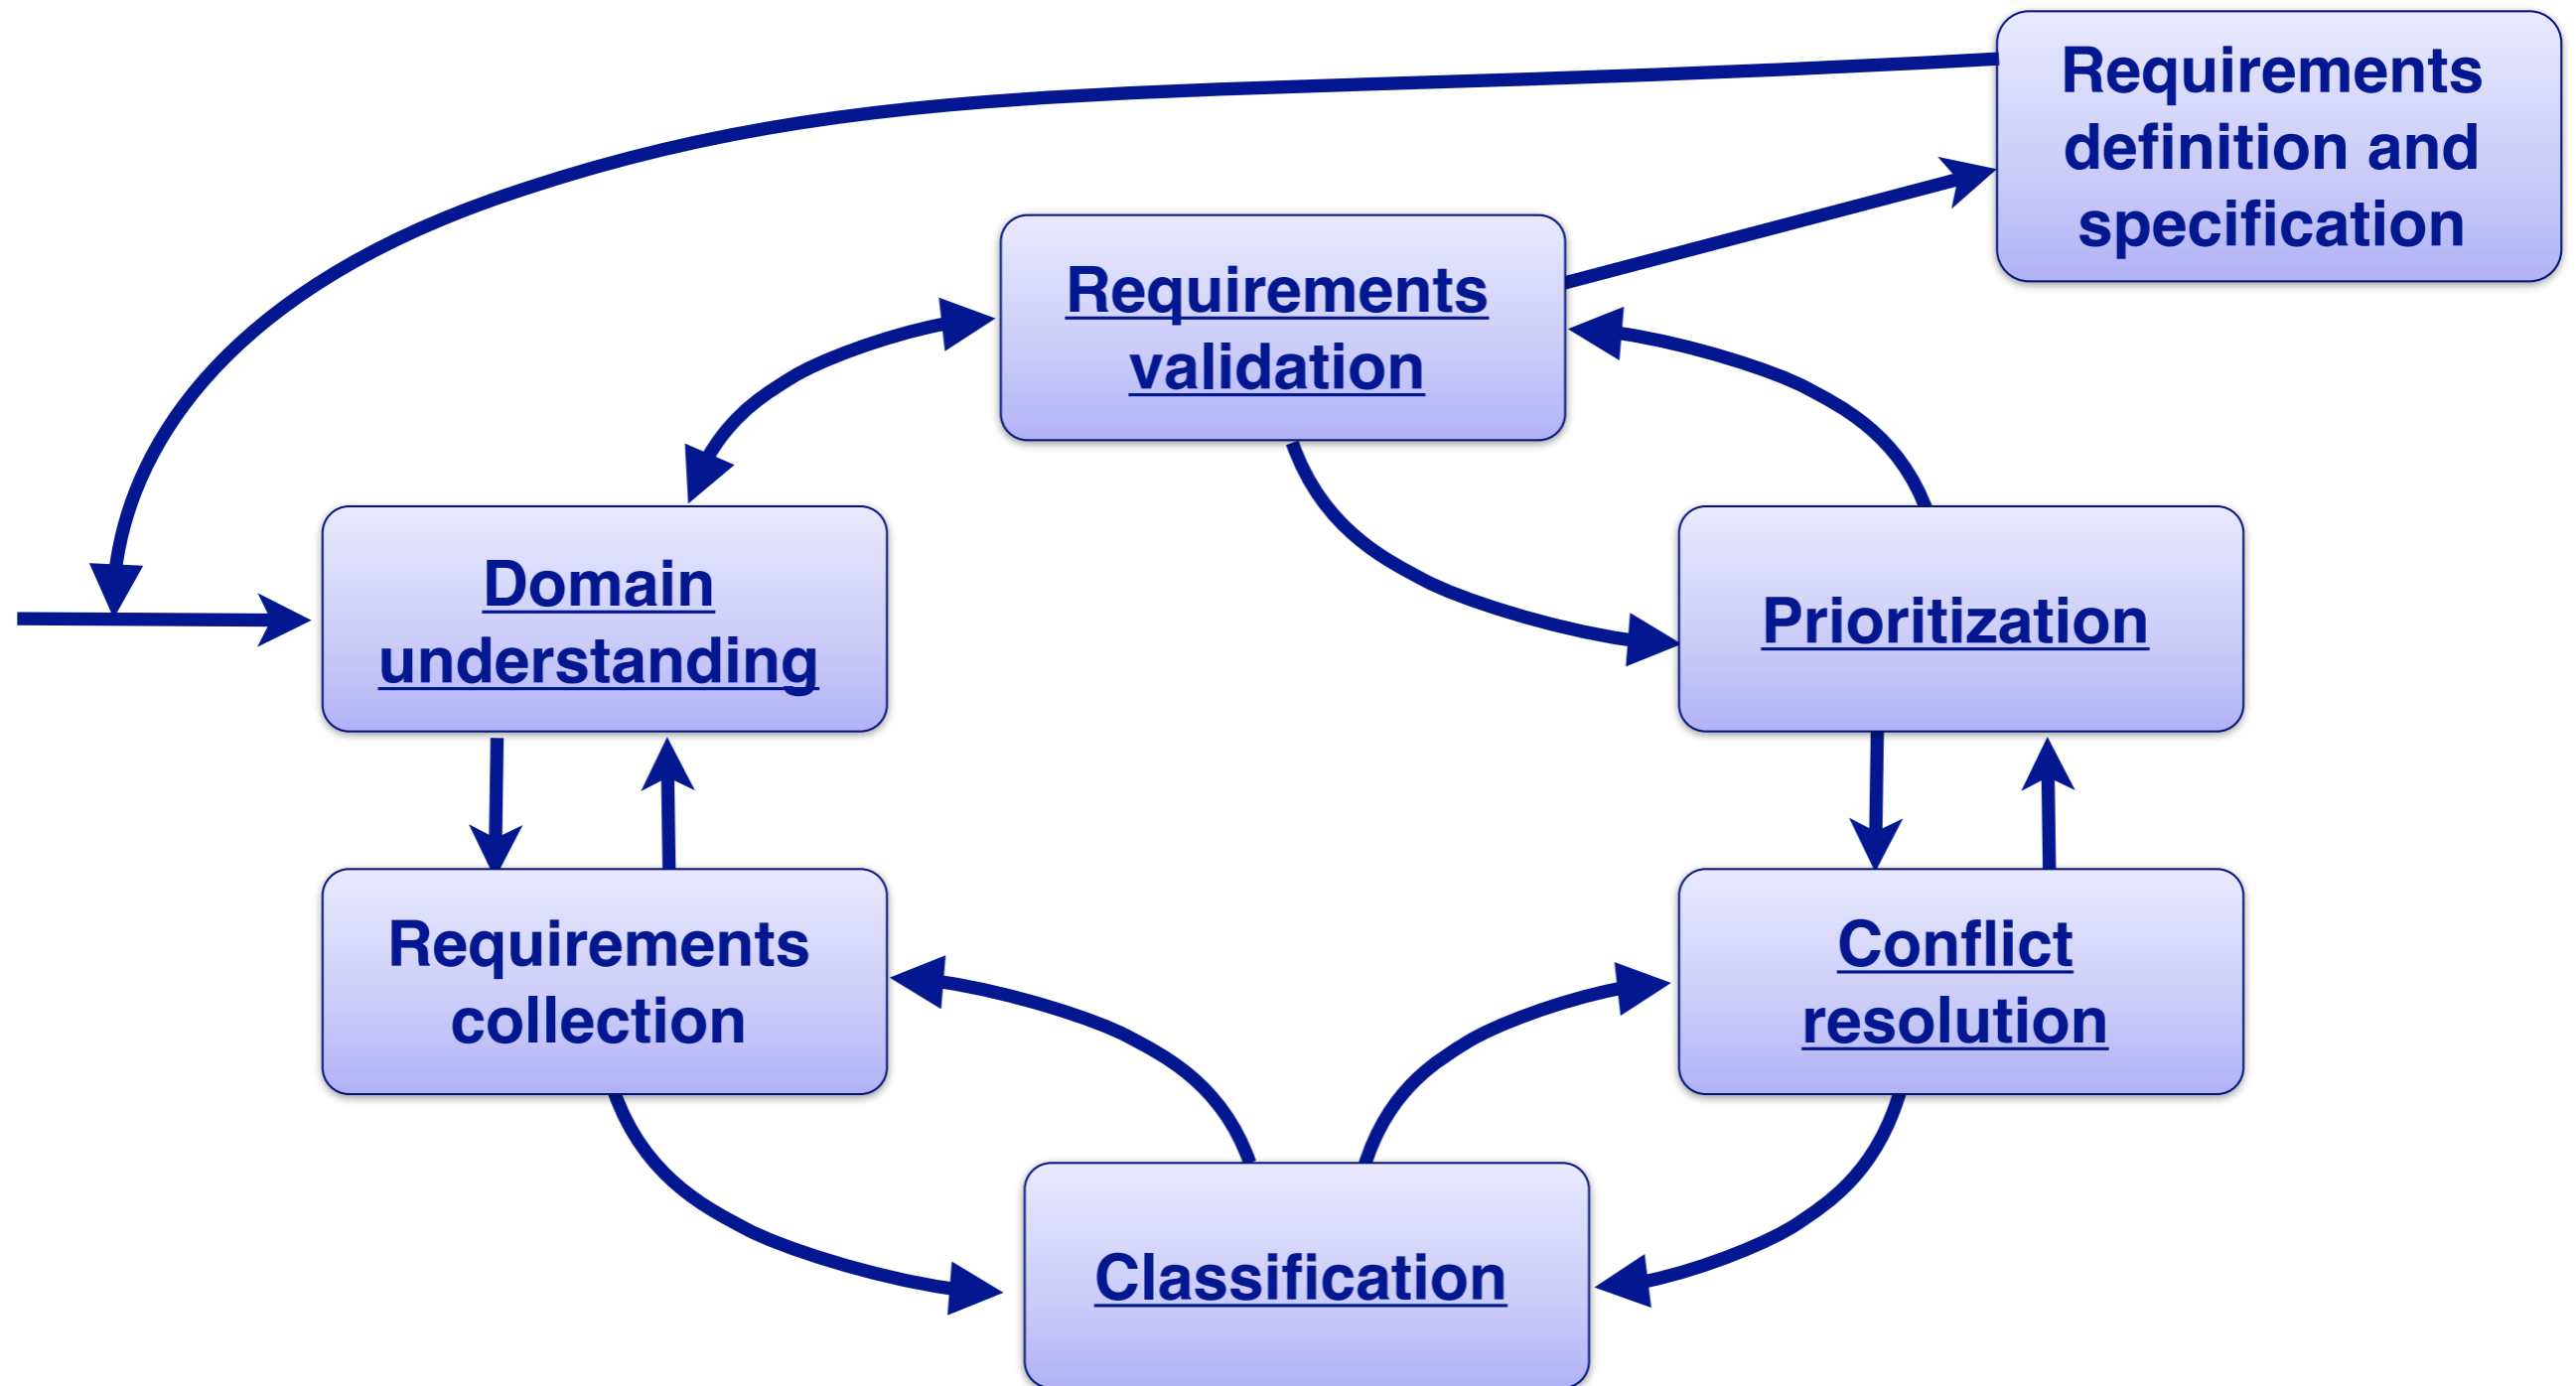 Requirements
definition and
specification
Requirements
validation
Domain
understanding
Prioritization
Requirements
collection
Conflict
resolution
Classification